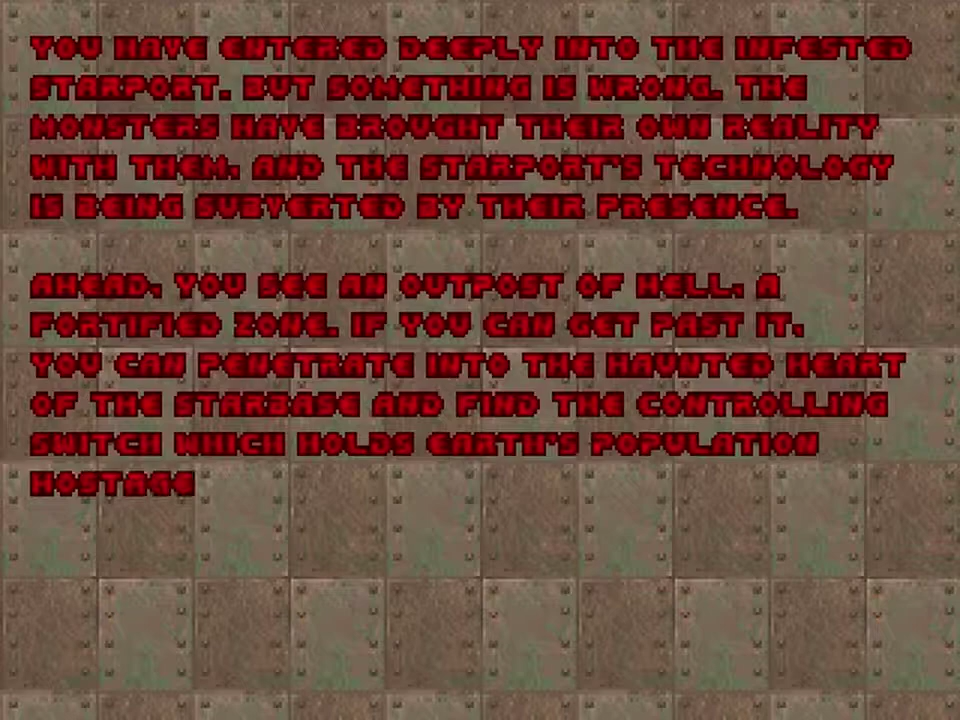 YOU HAVE ENTERED DEEPLY INTO THE INFESTED
STARPORT. BUT SOMETHING IS WRONG. THE
MONSTERS HAVE BROUGHT THEIR OWN REALITY
WITH THEM, AND THE STARPORT'S TECHNOLOGY
IS BEING SUBVERTED BY THEIR PRESENCE.
AHEAD, YOU SEE AN OUTPOST OF HELL, A
FORTIFIED ZONE. IF YOU CAN GET PAST IT,
YOU CAN PENETRATE INTO THE HAUNTED HEART
OF THE STARBASE AND FIND THE CONTROLLING
SWITCH WHICH HOLDS EARTH'S POPULATION
HOSTAGE